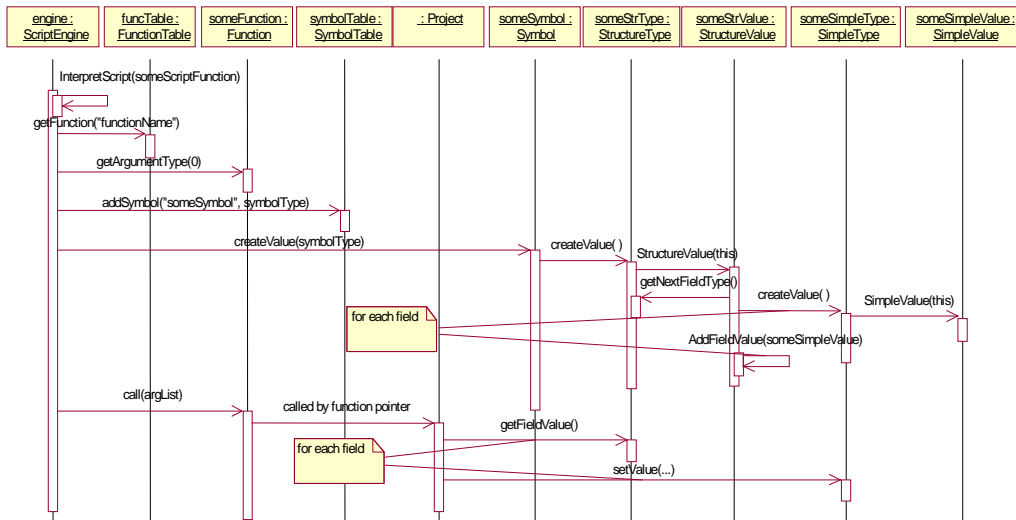 engine :
ScriptEngine
funcTable :
FunctionTable
someFunction :
Function
symbolTable :
SymbolTable
_: Project
someSymbol :
Symbol
someStrType :
StructureType
someStrValue :
StructureValue
someSimpleType :
SimpleType
someSimpleValue :
SimpleValue
InterpretScript(someScriptFunction)
getFunction("functionName")
getArgumentType(0)
addSymbol("someSymbol", symbolType)
createValue(symbolType)
createValue( )
StructureValue(this)
getNextFieldType()
createValue( )
SimpleValue(this)
for each field
AddFieldValue(someSimpleValue)
call(argList)
called by function pointer
getFieldValue()
for each field
setValue(...)